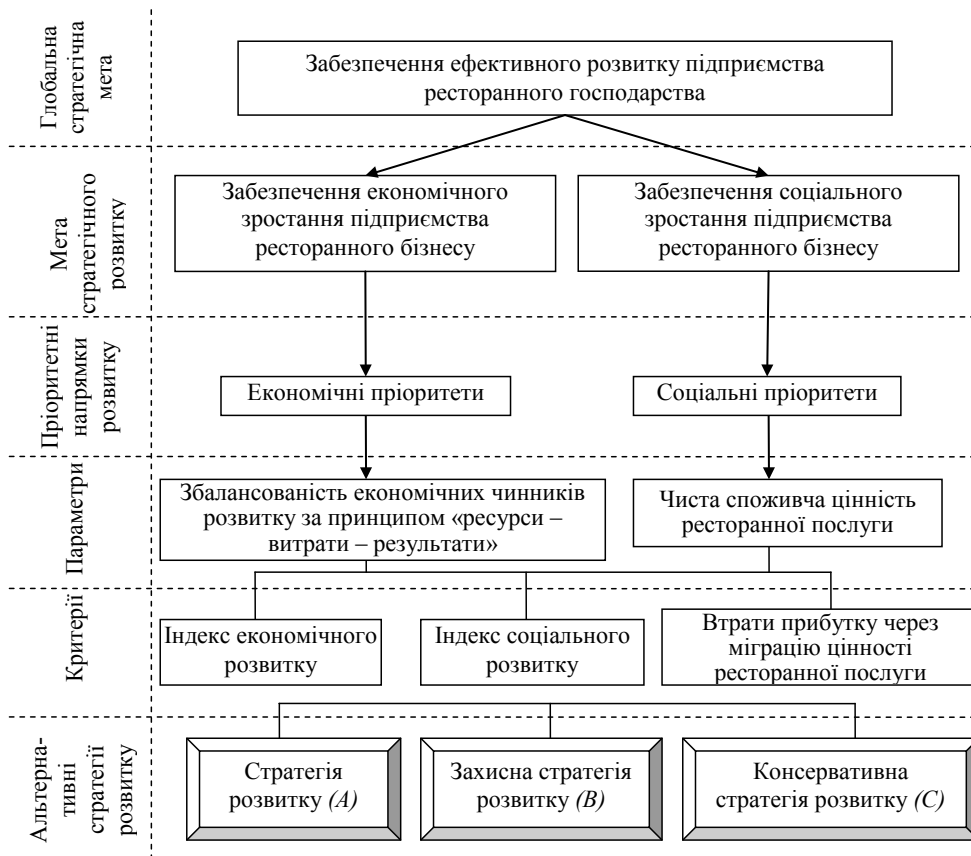 Глобальна
стратегічна
мета
Забезпечення ефективного розвитку підприємства
ресторанного господарства
Мета
стратегічного
розвитку
Забезпечення економічного
зростання підприємства
ресторанного бізнесу
Забезпечення соціального
зростання підприємства
ресторанного бізнесу
Пріоритетні
напрямки
розвитку
Економічні пріоритети
Соціальні пріоритети
Параметри
Збалансованість економічних чинників
розвитку за принципом «ресурси –
витрати – результати»
Чиста споживча цінність
ресторанної послуги
Критерії
Індекс економічного
розвитку
Індекс соціального
розвитку
Втрати прибутку через
міграцію цінності
ресторанної послуги
Альтерна-
тивні
стратегії
розвитку
Стратегія
розвитку (А)
Захисна стратегія
розвитку (В)
Консервативна
стратегія розвитку (С)